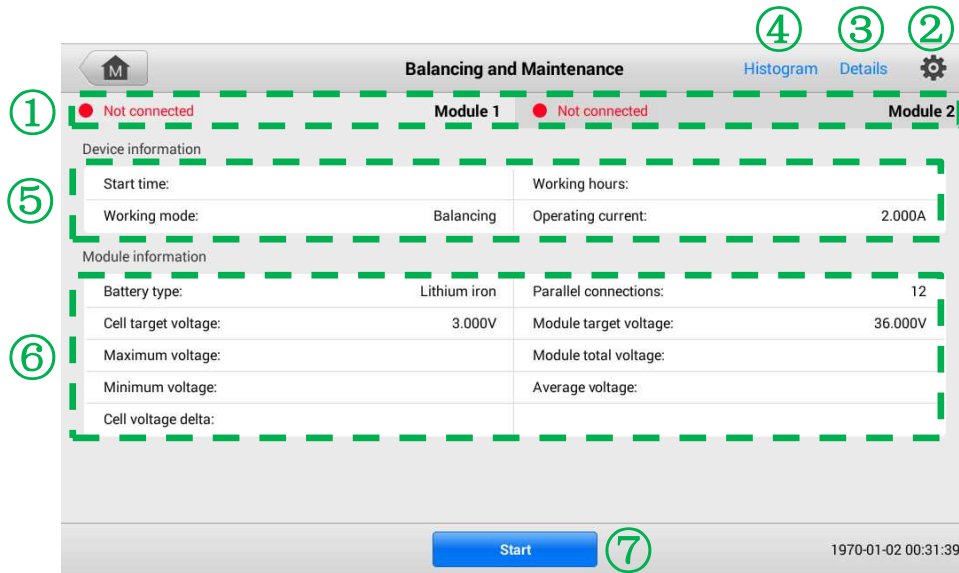 ④ ③ ②
M Balancing and Maintenance Histogram Details
① Not connected Module 1 Not connected Module 2
Device information
⑤
Start time: Working hours:
Working mode: Balancing Operating current: 2.000A
Module information
Battery type: Lithium iron Parallel connections: 12
Cell target voltage: 3.000V Module target voltage: 36.000V
⑥
Maximum voltage: Module total voltage:
Minimum voltage: Average voltage:
Cell voltage delta:
Start ⑦ 1970-01-02 00:31:39